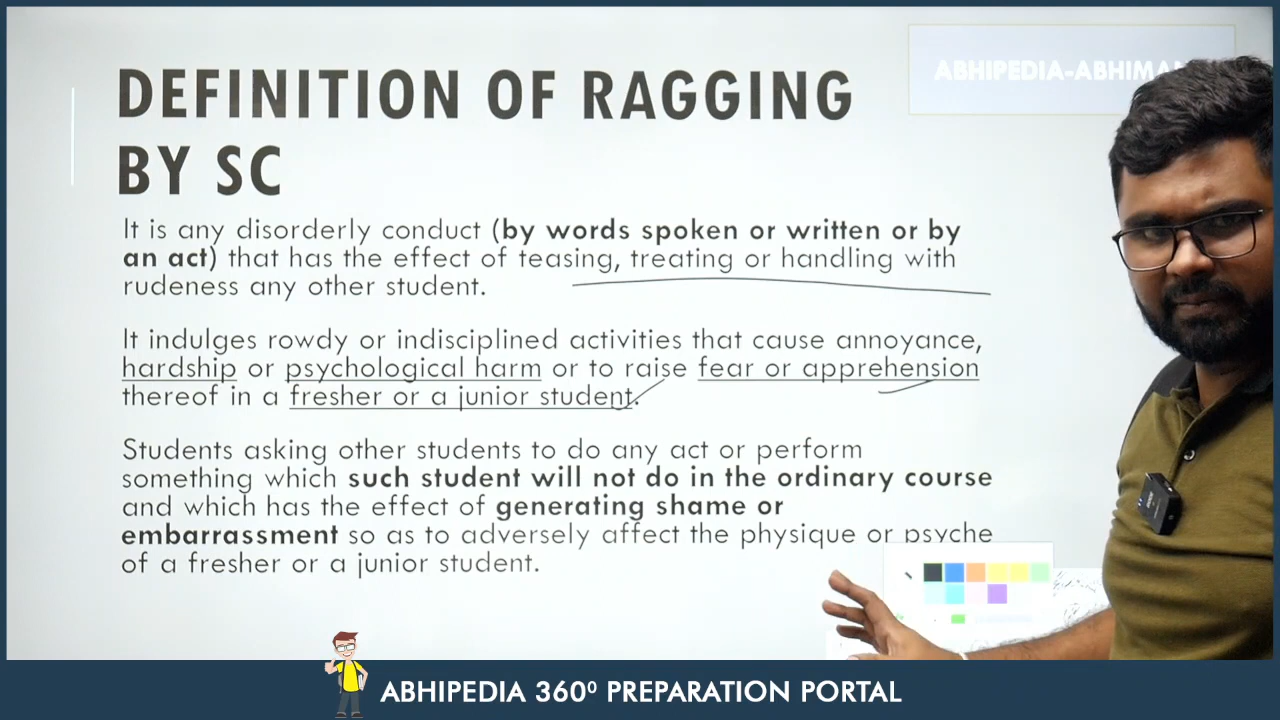 DEFINITION OF RAGGING
BY SC
It is any disorderly conduct (by words spoken or written or by
an act) that has the effect of teasing, treating or handling with
rudeness any other student.
It indulges rowdy or indisciplined activities that cause annoyance,
hardship or psychological harm or to raise fear or apprehension
thereof in a fresher or a junior student.
Students asking other students to do any act or perform
something which such student will not do in the ordinary course
and which has the effect of generating shame or
embarrassment so as to adversely affect the physique or psyche
of a fresher or a junior student.
ABHIPEDIA 360⁰ PREPARATION PORTAL